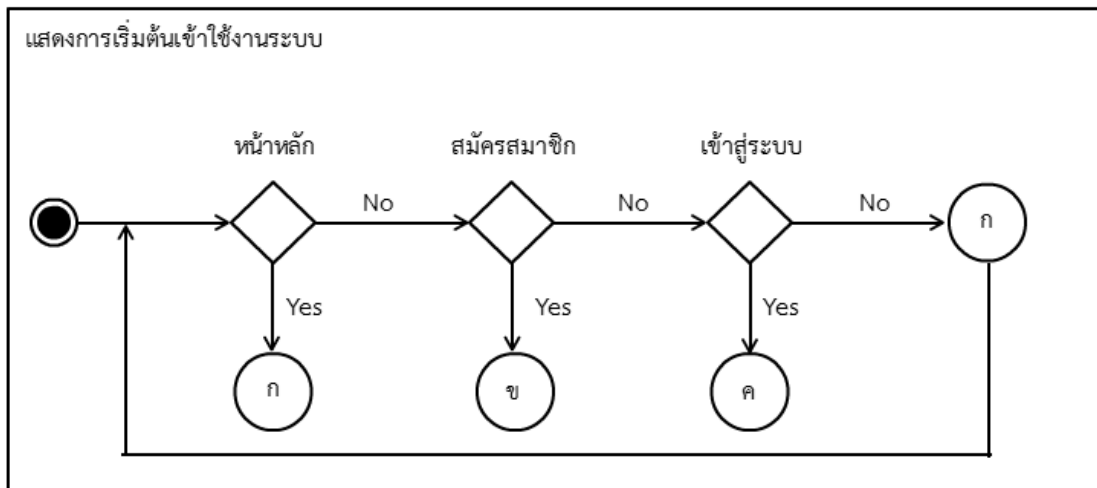 แสดงการเริ่มต้นเข้าใช้งานระบบ
หน้าหลัก สมัครสมาชิก เข้าสู่ระบบ
No No No ก
Yes Yes Yes
ก ข ค